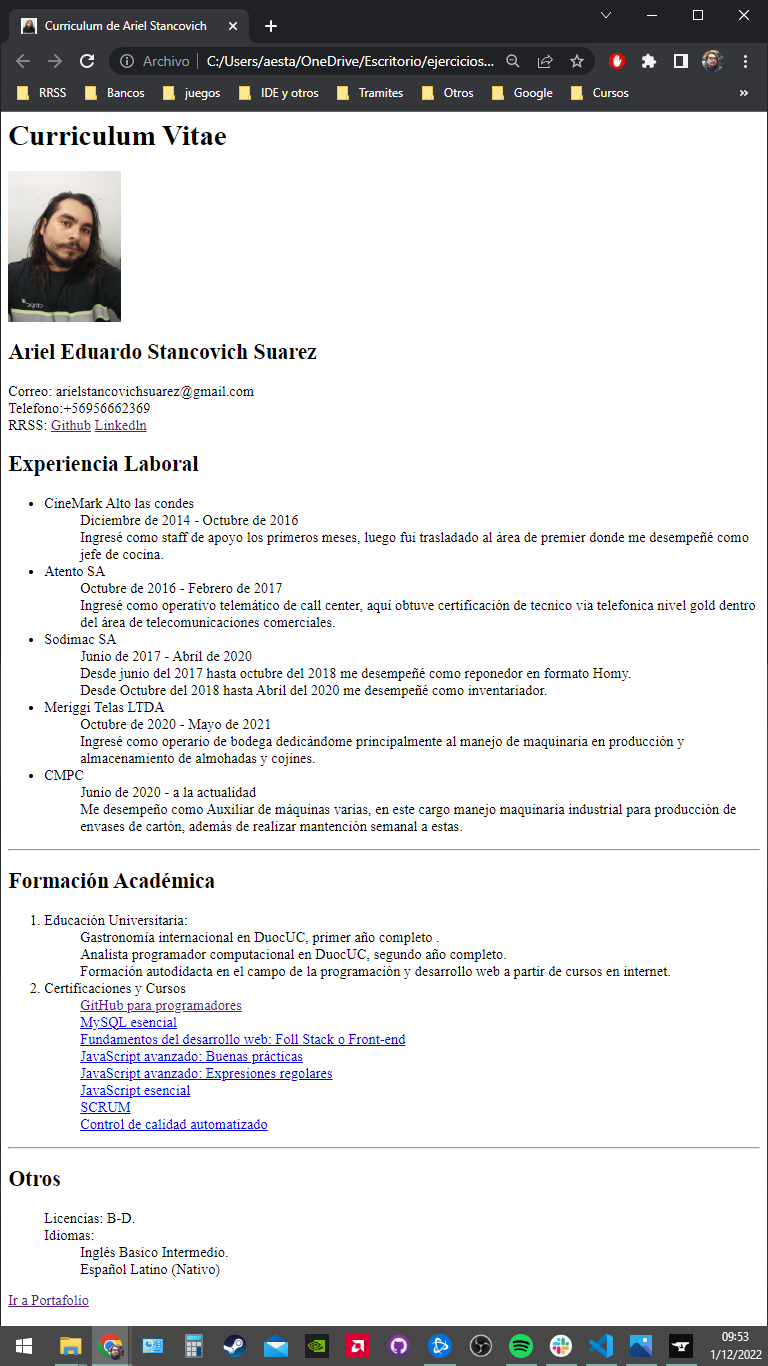 Curriculum de Ariel Stancovich
Archivo
C:/Users/aesta/OneDrive/Escritorio/ejercicios...
RRSS
Bancos
juegos
IDE y otros
Tramites
Otros
Google
Cursos
»
Curriculum Vitae
Ariel Eduardo Stancovich Suarez
Correo: arielstancovichsuarez@gmail.com
Telefono:+56956662369
RRSS: Github Linkedln
Experiencia Laboral
• CineMark Alto las condes
Diciembre de 2014 - Octubre de 2016
Ingresé como staff de apoyo los primeros meses, luego fui trasladado al área de premier donde me desempeñé como
jefe de cocina.
• Atento SA
Octubre de 2016 - Febrero de 2017
Ingresé como operativo telemático de call center, aquí obtuve certificación de tecnico via telefonica nivel gold dentro
del área de telecomunicaciones comerciales.
• Sodimac SA
Junio de 2017 - Abril de 2020
Desde junio del 2017 hasta octubre del 2018 me desempeñé como reponedor en formato Homy.
Desde Octubre del 2018 hasta Abril del 2020 me desempeñé como inventariador.
• Meriggi Telas LTDA
Octubre de 2020 - Mayo de 2021
Ingresé como operario de bodega dedicándome principalmente al manejo de maquinaria en producción y
almacenamiento de almohadas y cojines.
• CMPC
Junio de 2020 - a la actualidad
Me desempeño como Auxiliar de máquinas varias, en este cargo manejo maquinaria industrial para producción de
envases de cartón, además de realizar mantención semanal a estas.
Formación Académica
1. Educación Universitaria:
Gastronomía internacional en DuocUC, primer año completo .
Analista programador computacional en DuocUC, segundo año completo.
Formación autodidacta en el campo de la programación y desarrollo web a partir de cursos en internet.
2. Certificaciones y Cursos
GitHub para programadores
MySQL esencial
Fundamentos del desarrollo web: Foll Stack o Front-end
JavaScript avanzado: Buenas prácticas
JavaScript avanzado: Expresiones regolares
JavaScript esencial
SCRUM
Control de calidad automatizado
Otros
Licencias: B-D.
Idiomas:
Inglés Basico Intermedio.
Español Latino (Nativo)
Ir a Portafolio
09:53
1/12/2022